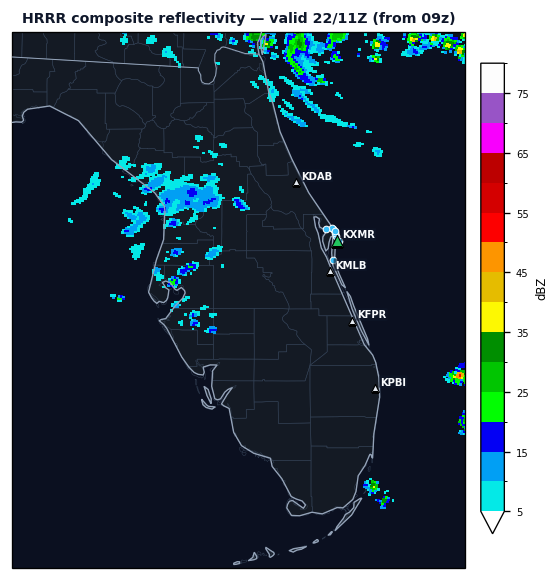 HRRR composite reflectivity — valid 22/11Z (from 09z)
KDAB
KXMR
KMLB
KFPR
KPBI
75
65
55
45
35
25
15
5
dBZ